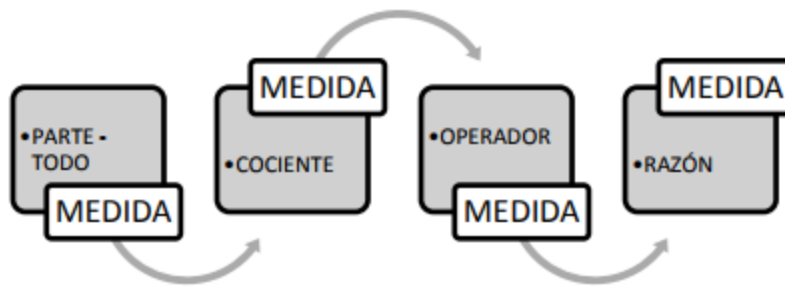 •PARTE -
TODO
MEDIDA
MEDIDA
•COCIENTE
•OPERADOR
MEDIDA
MEDIDA
•RAZÓN